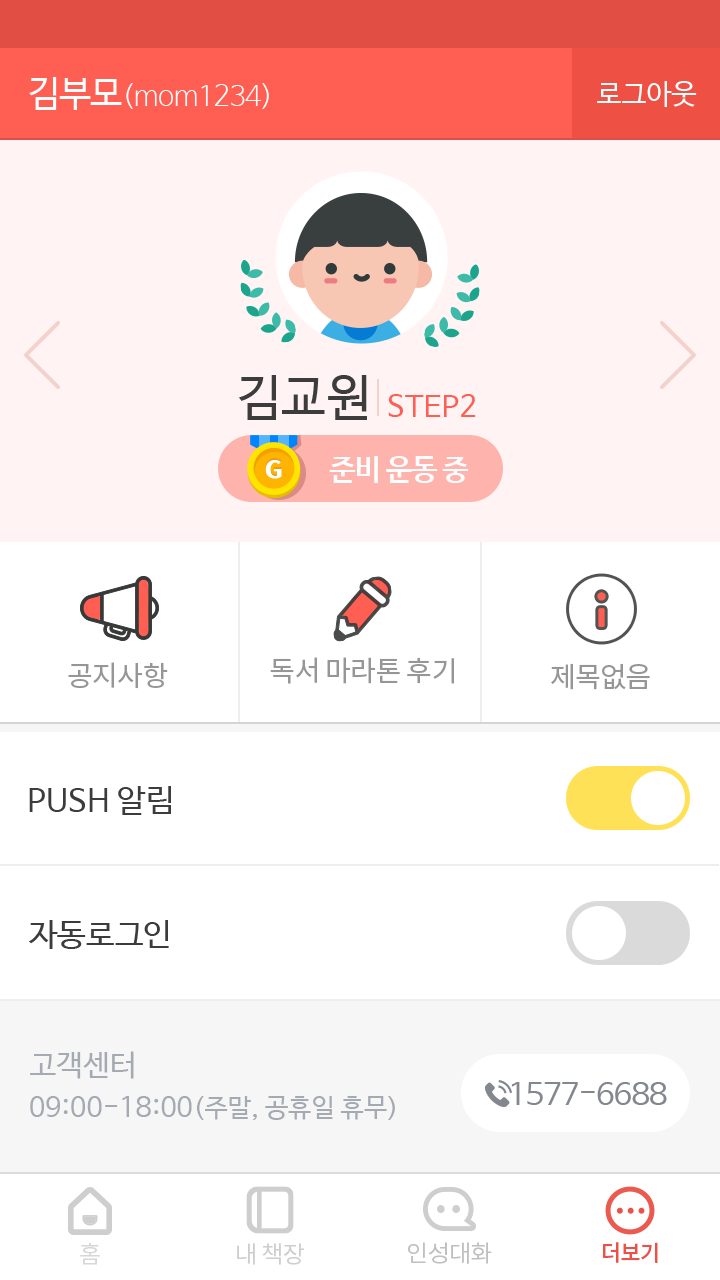 김부모(mom1234) 로그아웃
김교원 STEP2
G 준비 운동 중
공지사항 독서 마라톤 후기 제목없음
PUSH 알림
자동로그인
고객센터
09:00-18:00(주말, 공휴일 휴무) 1577-6688
홈 내 책장 인성대화 더보기